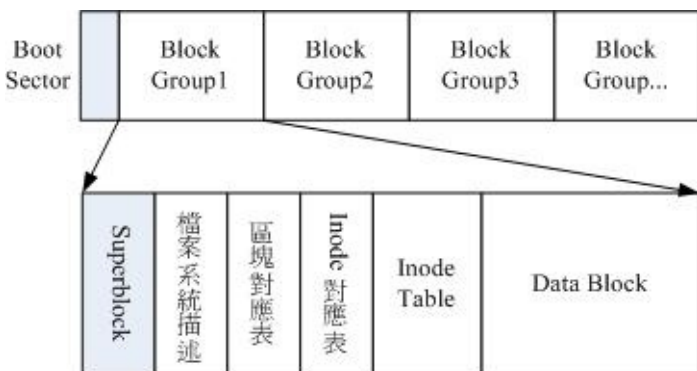 Boot
Sector
Block
Group1
Block
Group2
Block
Group3
Block
Group...
Superblock
檔案系統描述
區塊對應表
Inode 對應表
Inode
Table
Data Block